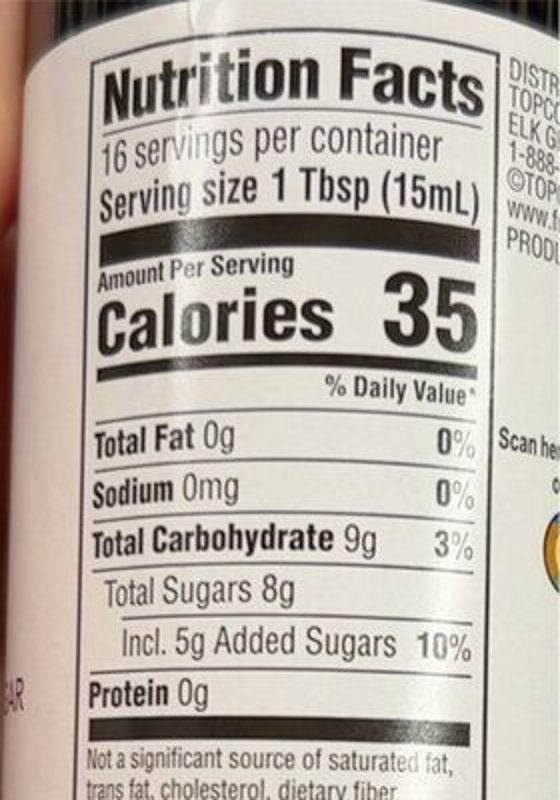 Nutrition Facts
16 servings per container
Serving size 1 Tbsp (15mL)
Amount Per Serving
Calories 35
% Daily Value*
Total Fat 0g 0%
Sodium 0mg 0%
Total Carbohydrate 9g 3%
Total Sugars 8g
Incl. 5g Added Sugars 10%
Protein 0g
Not a significant source of saturated fat,
trans fat, cholesterol, dietary fiber
DISTR
TOPCO
ELK G
1-888-
©TOP
www.
PRODU
Scan he
AR